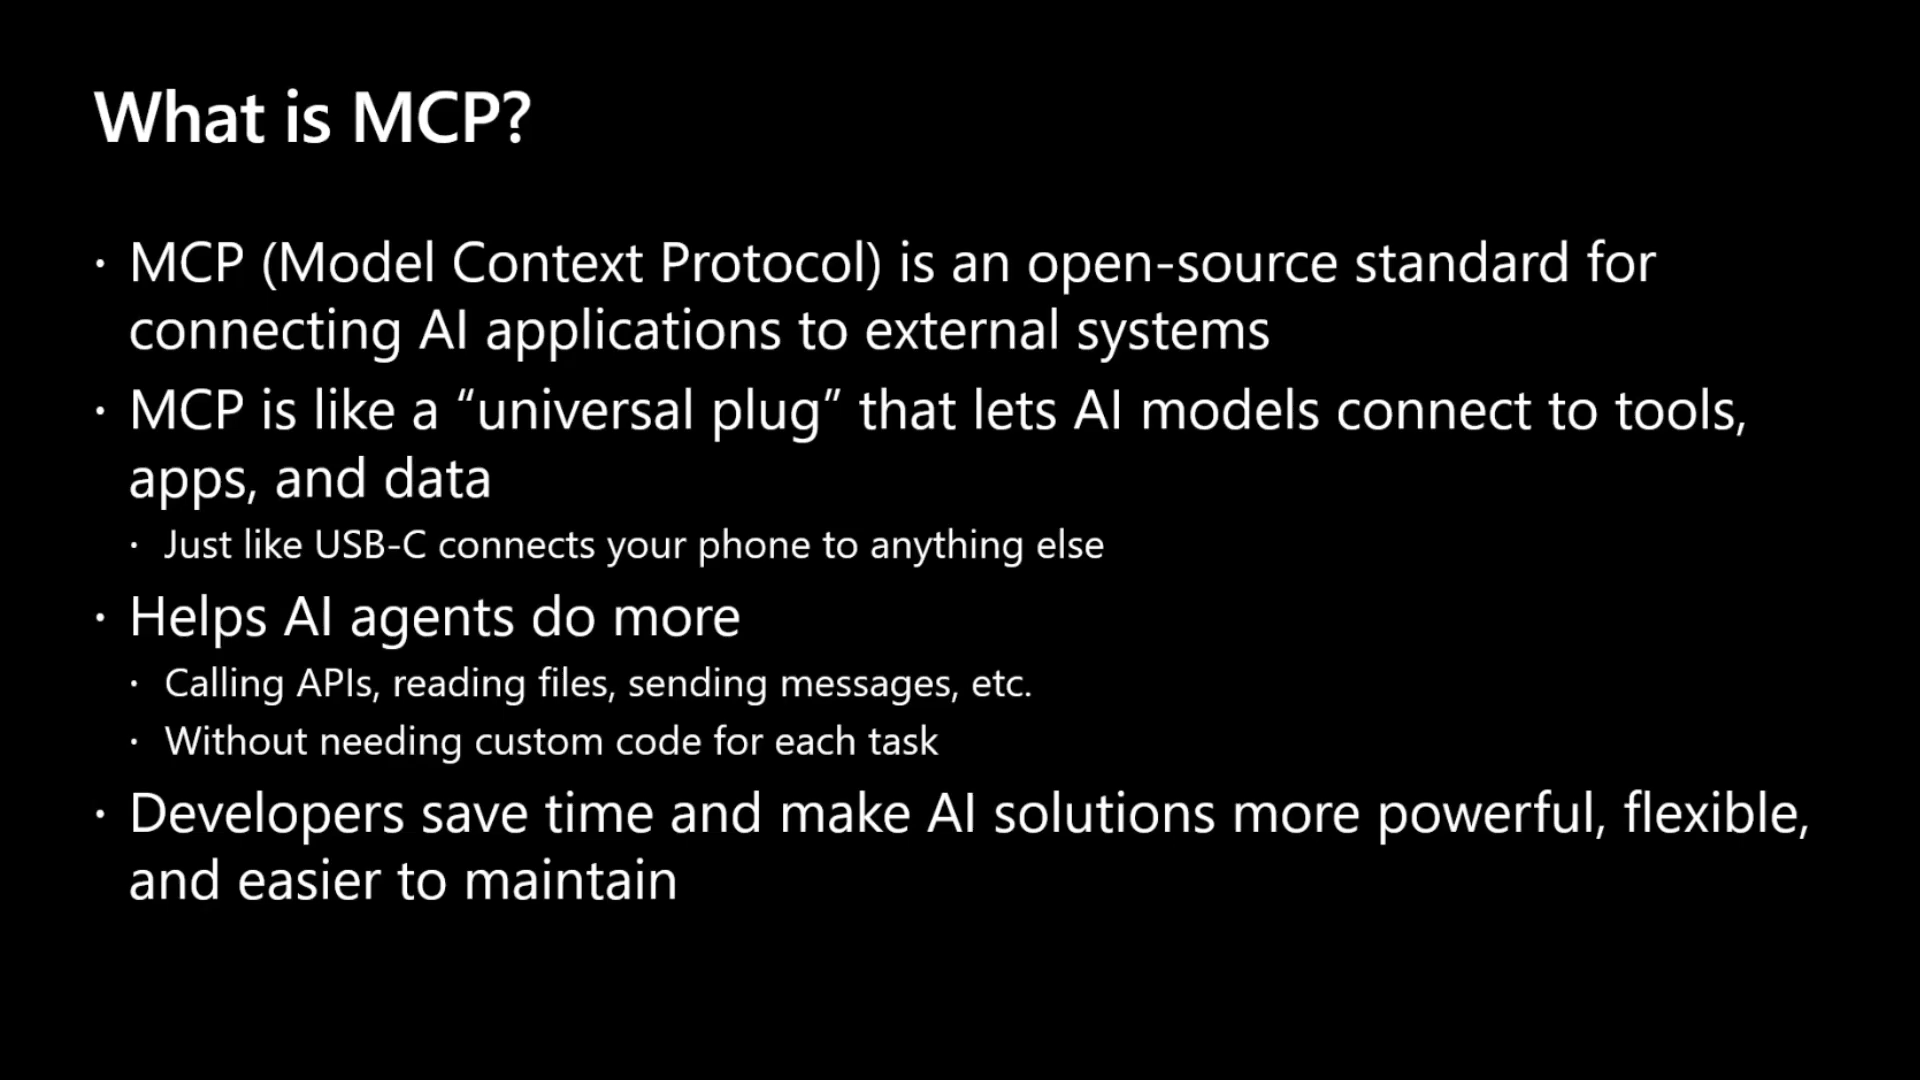 What is MCP?
· MCP (Model Context Protocol) is an open-source standard for
connecting AI applications to external systems
· MCP is like a “universal plug” that lets AI models connect to tools,
apps, and data
· Just like USB-C connects your phone to anything else
· Helps AI agents do more
· Calling APIs, reading files, sending messages, etc.
· Without needing custom code for each task
· Developers save time and make AI solutions more powerful, flexible,
and easier to maintain